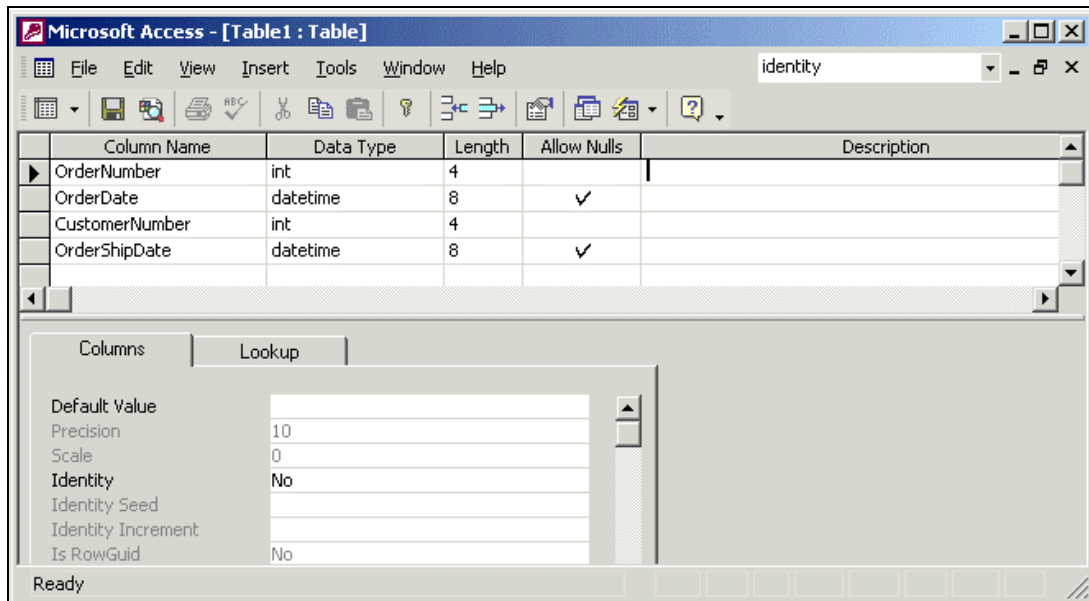 Microsoft Access - [Table1 : Table]
File Edit View Insert Tools Window Help identity
ABC
Column Name Data Type Length Allow Nulls Description
OrderNumber int 4
OrderDate datetime 8
CustomerNumber int 4
OrderShipDate datetime 8
Columns Lookup
Default Value
Precision 10
Scale 0
Identity No
Identity Seed
Identity Increment
Is RowGuid No
Ready